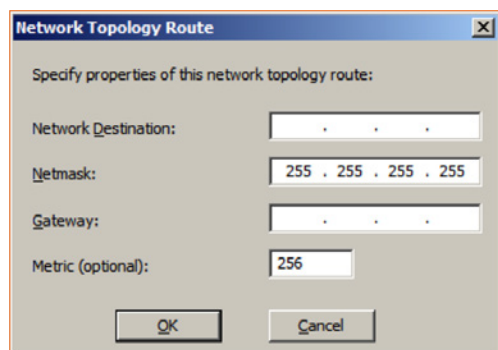 Network Topology Route
Specify properties of this network topology route:
Network Destination: . . .
Netmask: 255 . 255 . 255 . 255
Gateway: . . .
Metric (optional): 256
OK Cancel